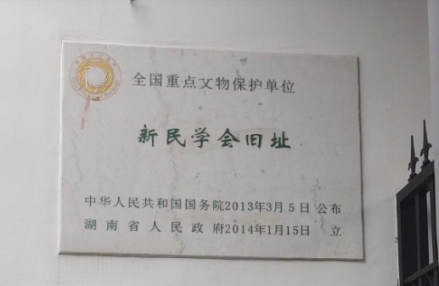 全国重点文物保护单位
新民学会旧址
中华人民共和国国务院2013年3月5日 公布
湖南省人民政府2014年1月15日 立